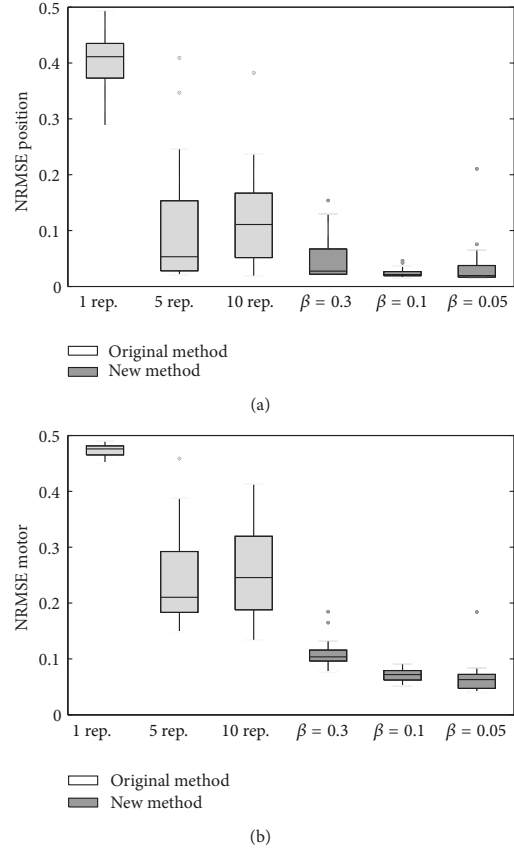 0.5
0.4
0.3
0.2
0.1
0
NRMSE position
1 rep. 5 rep. 10 rep. β = 0.3 β = 0.1 β = 0.05
Original method
New method
(a)
0.5
0.4
0.3
0.2
0.1
0
NRMSE motor
1 rep. 5 rep. 10 rep. β = 0.3 β = 0.1 β = 0.05
Original method
New method
(b)